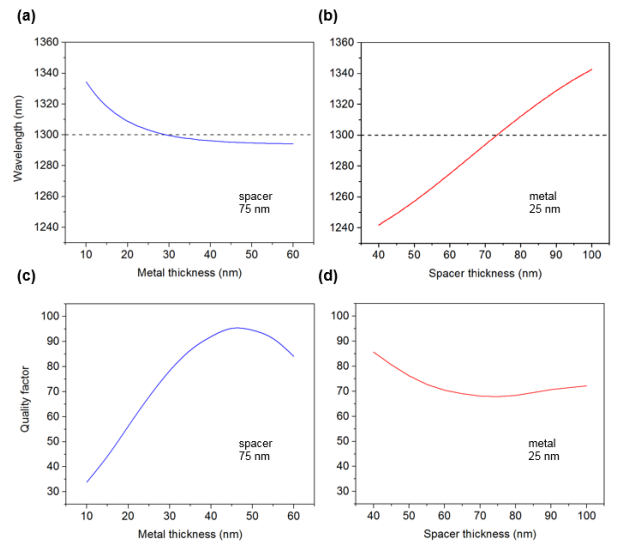 (a)
1360
1340
1320
1300
1280
1260
1240
Wavelength (nm)
10 20 30 40 50 60
Metal thickness (nm)
spacer
75 nm
(b)
1360
1340
1320
1300
1280
1260
1240
40 50 60 70 80 90 100
Spacer thickness (nm)
metal
25 nm
(c)
100
90
80
70
60
50
40
30
Quality factor
10 20 30 40 50 60
Metal thickness (nm)
spacer
75 nm
(d)
100
90
80
70
60
50
40
30
40 50 60 70 80 90 100
Spacer thickness (nm)
metal
25 nm